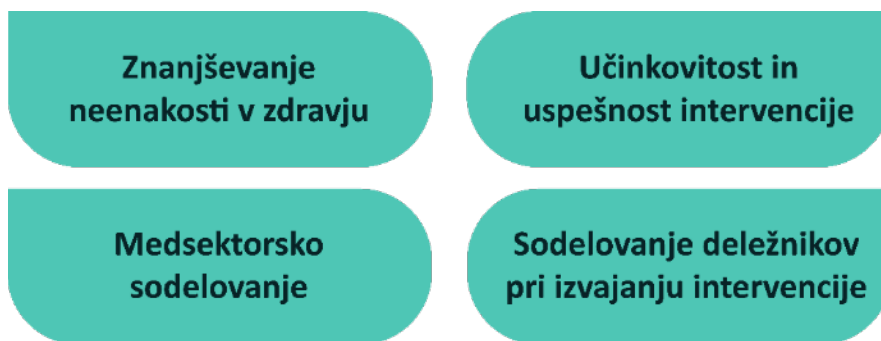 Znanjševanje
neenakosti v zdravju
Učinkovitost in
uspešnost intervencije
Medsektorsko
sodelovanje
Sodelovanje deležnikov
pri izvajanju intervencije